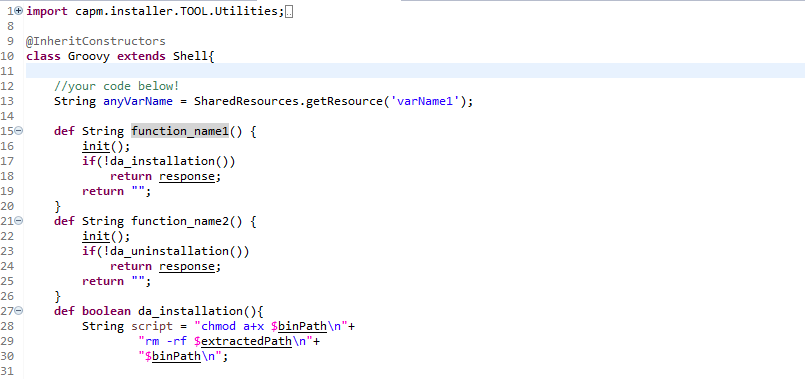 1 import capm.installer.TOOL.Utilities;
8
9 @InheritConstructors
10 class Groovy extends Shell{
11
12     //your code below!
13     String anyVarName = SharedResources.getResource('varName1');
14
15     def String function_name1() {
16         init();
17         if(!da_installation())
18             return response;
19         return "";
20     }
21     def String function_name2() {
22         init();
23         if(!da_uninstallation())
24             return response;
25         return "";
26     }
27     def boolean da_installation(){
28         String script = "chmod a+x $binPath\n"+
29                 "rm -rf $extractedPath\n"+
30                 "$binPath\n";
31